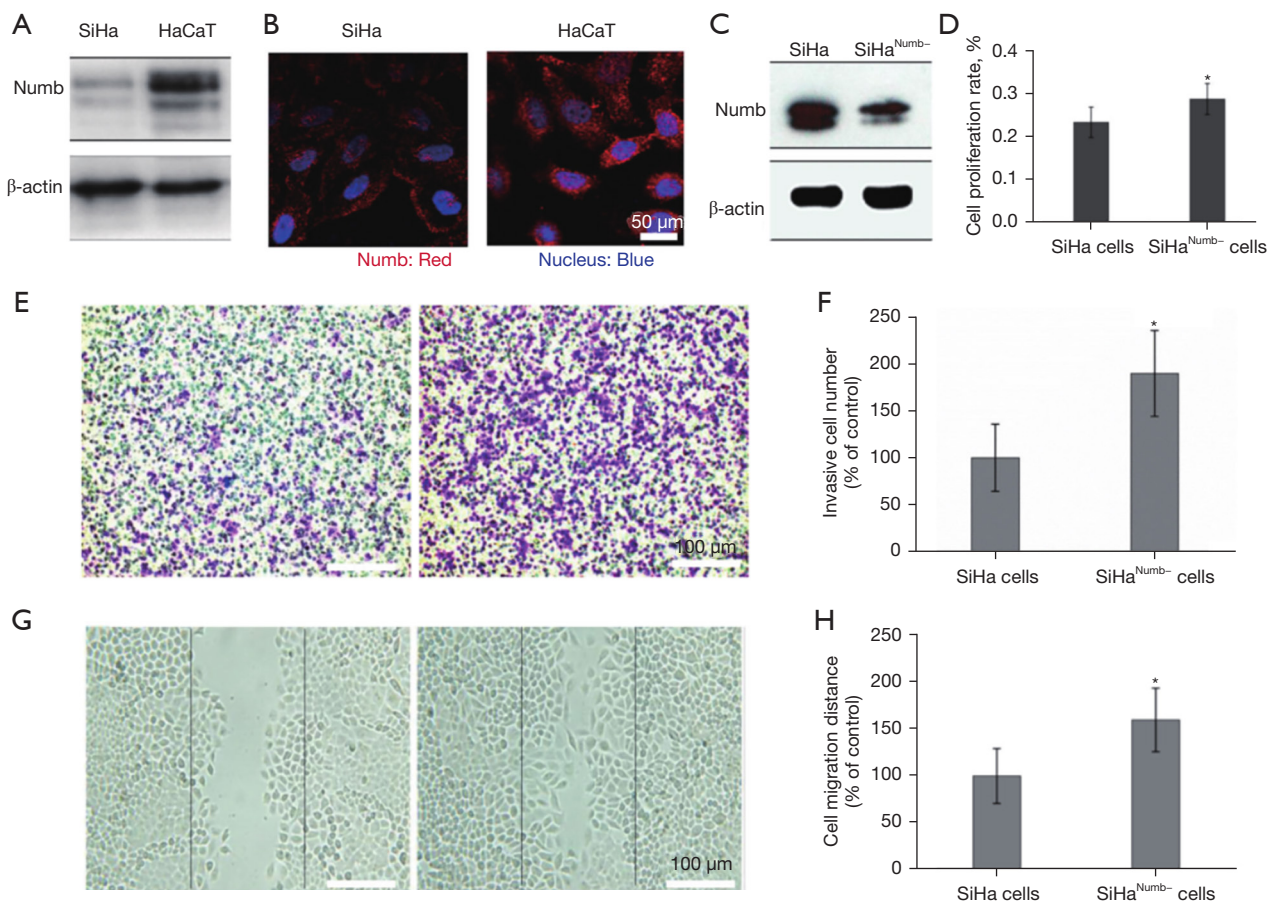 A
SiHa HaCaT
Numb
β-actin
B
SiHa HaCaT
50 μm
Numb: Red Nucleus: Blue
C
SiHa SiHaNumb–
Numb
β-actin
D
Cell proliferation rate, %
0.4
0.3
0.2
0.1
0.0
*
SiHa cells SiHaNumb– cells
E
100 μm
F
Invasive cell number
(% of control)
250
200
150
100
50
0
*
SiHa cells SiHaNumb– cells
G
100 μm
H
Cell migration distance
(% of control)
250
200
150
100
50
0
*
SiHa cells SiHaNumb– cells